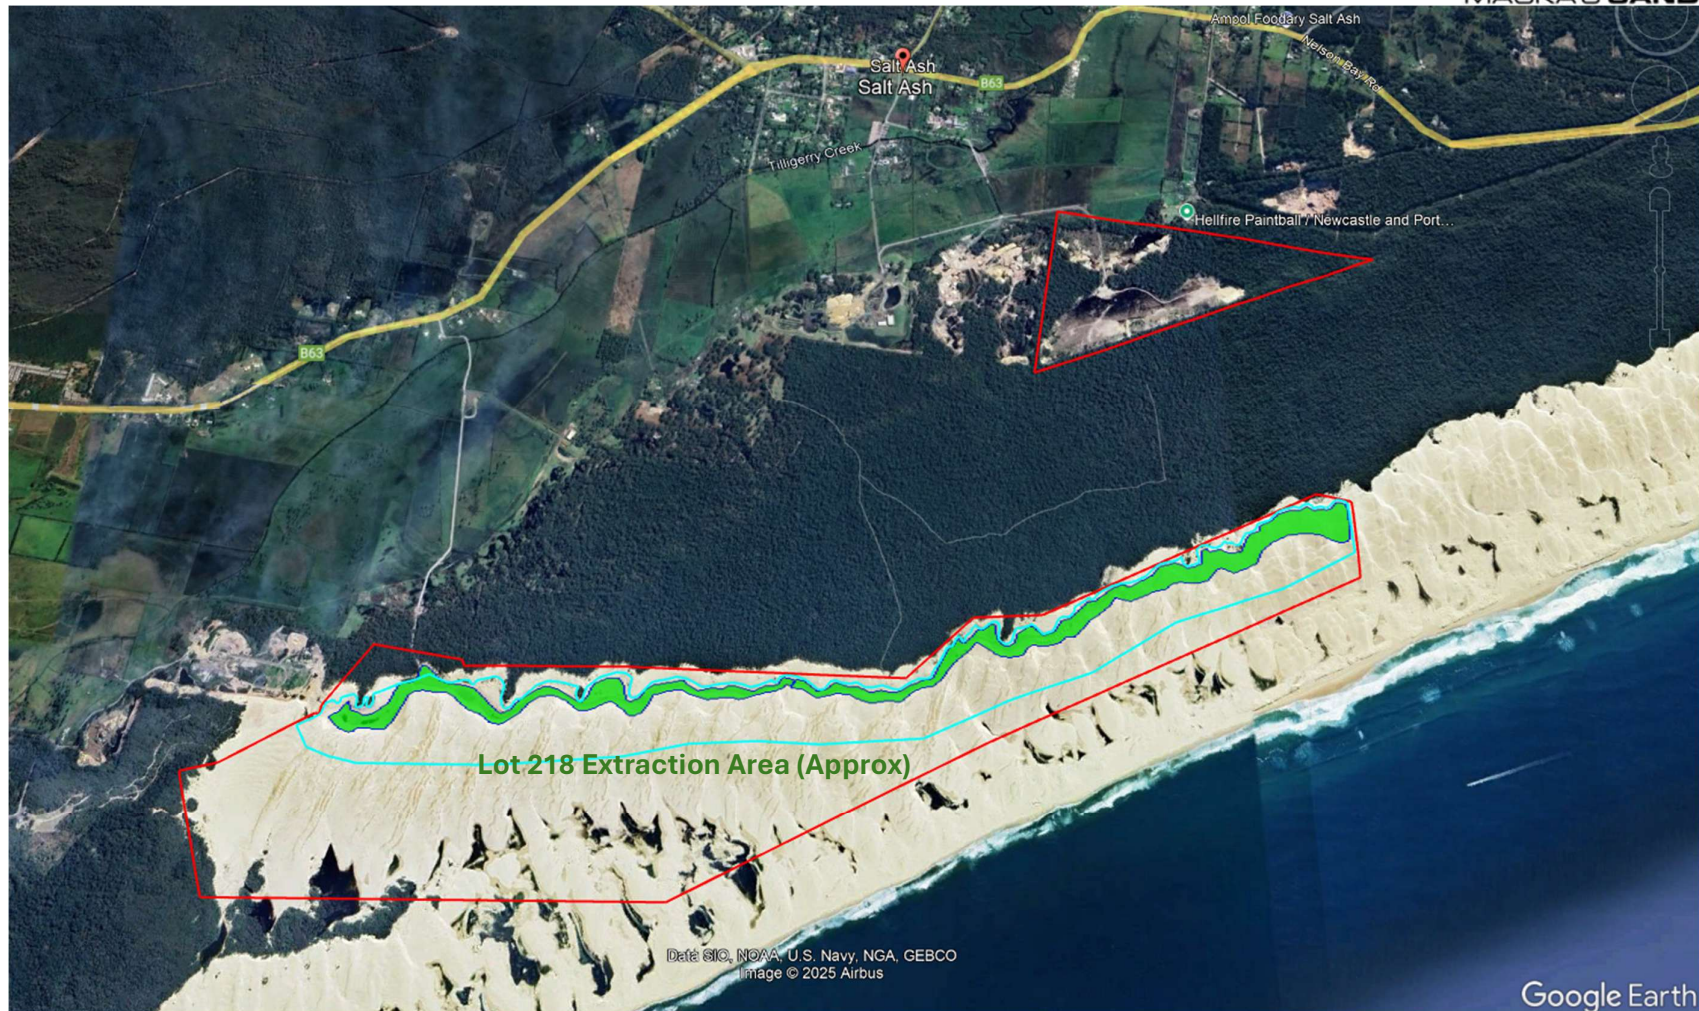 Ampol Foodary Salt Ash
Nelson Bay Rd
Salt Ash
Salt Ash
B63
Tilligerry Creek
Hellfire Paintball / Newcastle and Port...
B63
Lot 218 Extraction Area (Approx)
Data SIO, NOAA, U.S. Navy, NGA, GEBCO
Image © 2025 Airbus
Google Earth